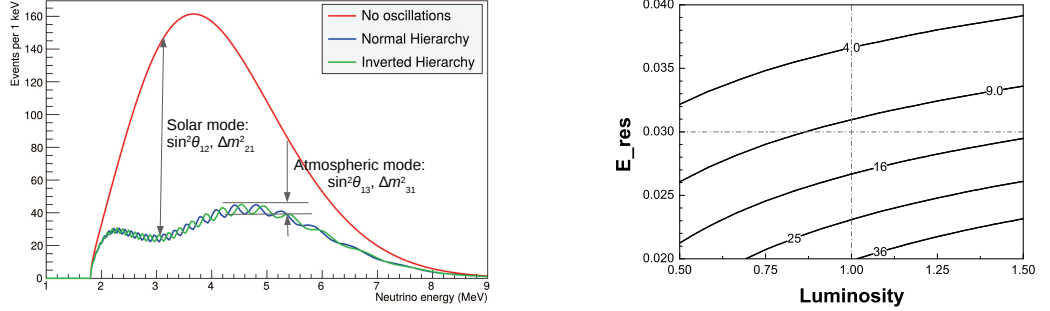 Events per 1 keV
160
140
120
100
80
60
40
20
0
1 2 3 4 5 6 7 8 9
Neutrino energy (MeV)
No oscillations
Normal Hierarchy
Inverted Hierarchy
Solar mode:
sin²θ₁₂, Δm²₂₁
Atmospheric mode:
sin²θ₁₃, Δm²₃₁
E_res
0.040
0.035
0.030
0.025
0.020
0.50 0.75 1.00 1.25 1.50
Luminosity
4.0
9.0
16
25
36